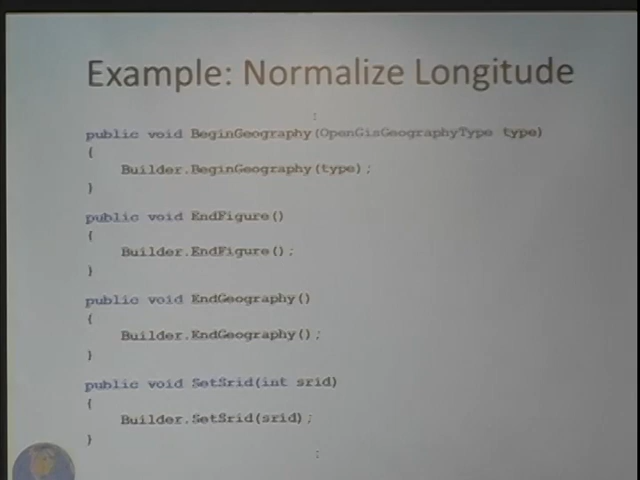 Example: Normalize Longitude
:
public void BeginGeography(OpenGisGeographyType type)
{
Builder.BeginGeography(type);
}
public void EndFigure()
{
Builder.EndFigure();
}
public void EndGeography()
{
Builder.EndGeography();
}
public void SetSrid(int srid)
{
Builder.SetSrid(srid);
}
: